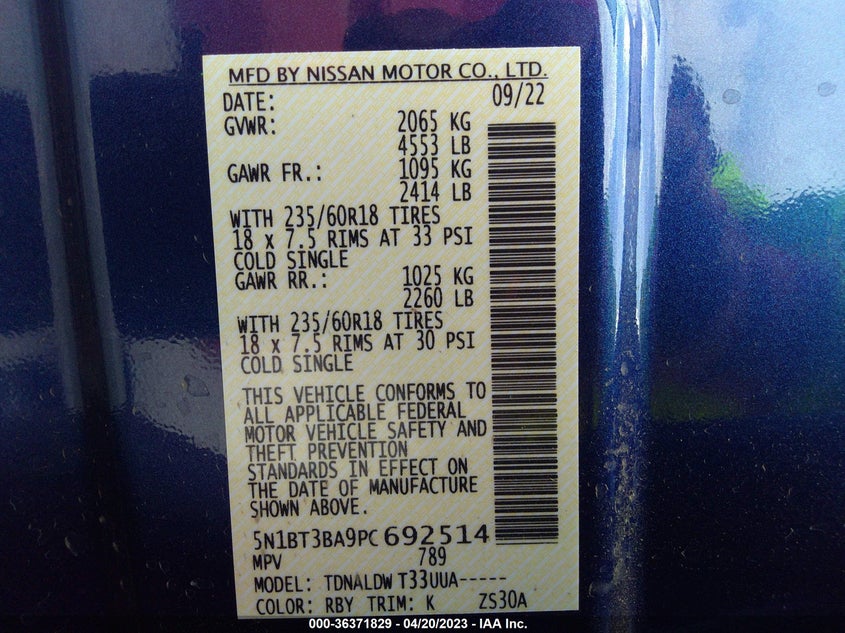 MFD BY NISSAN MOTOR CO., LTD.
DATE: 09/22
GVWR: 2065 KG
4553 LB
GAWR FR.: 1095 KG
2414 LB
WITH 235/60R18 TIRES
18 x 7.5 RIMS AT 33 PSI
COLD SINGLE
GAWR RR.: 1025 KG
2260 LB
WITH 235/60R18 TIRES
18 x 7.5 RIMS AT 30 PSI
COLD SINGLE
THIS VEHICLE CONFORMS TO
ALL APPLICABLE FEDERAL
MOTOR VEHICLE SAFETY AND
THEFT PREVENTION
STANDARDS IN EFFECT ON
THE DATE OF MANUFACTURE
SHOWN ABOVE.
5N1BT3BA9PC692514
MPV 789
MODEL: TDNALDW T33UUA-----
COLOR: RBY TRIM: K ZS30A
000-36371829 - 04/20/2023 - IAA Inc.